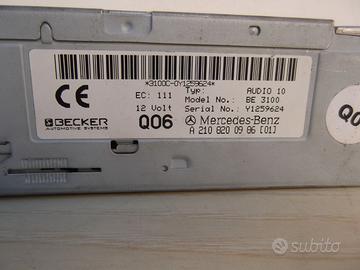 *3100C-0Y1259624*
CE
EC: 111
Typ: AUDIO 10
Model No.: BE 3100
12 Volt
Serial No.: Y1259624
BECKER
AUTOMOTIVE SYSTEMS
Q06
Mercedes-Benz
A 210 820 09 86 [01]
Q0
subito